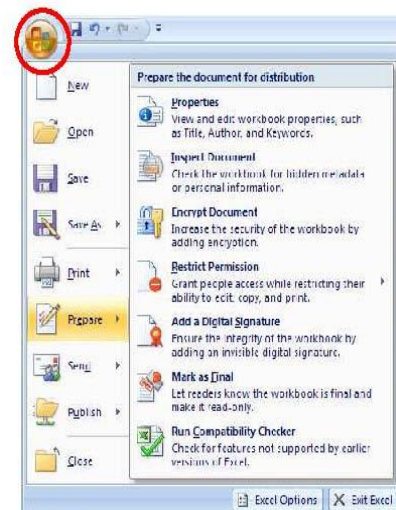 New
Open
Save
Save As
Print
Prepare
Send
Publish
Close
Prepare the document for distribution
Properties
View and edit workbook properties, such
as Title, Author, and Keywords.
Inspect Document
Check the workbook for hidden metadata
or personal information.
Encrypt Document
Increase the security of the workbook by
adding encryption.
Restrict Permission
Grant people access while restricting their
ability to edit, copy, and print.
Add a Digital Signature
Ensure the integrity of the workbook by
adding an invisible digital signature.
Mark as Final
Let readers know the workbook is final and
make it read-only.
Run Compatibility Checker
Check for features not supported by earlier
versions of Excel.
Excel Options
Exit Excel